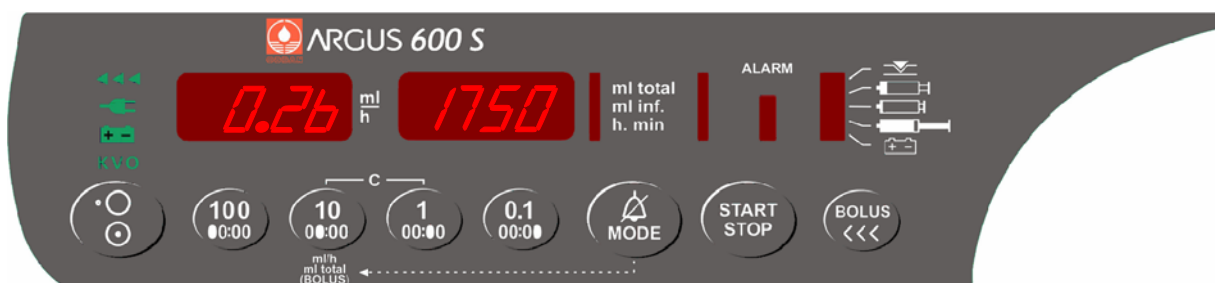 ARGUS 600 S
ALARM
0.26 ml/h
1750
ml total
ml inf.
h. min
KVO
C
100
00:00
10
00:00
1
00:00
0.1
00:00
MODE
START
STOP
BOLUS
<<<
ml/h
ml total
(BOLUS)